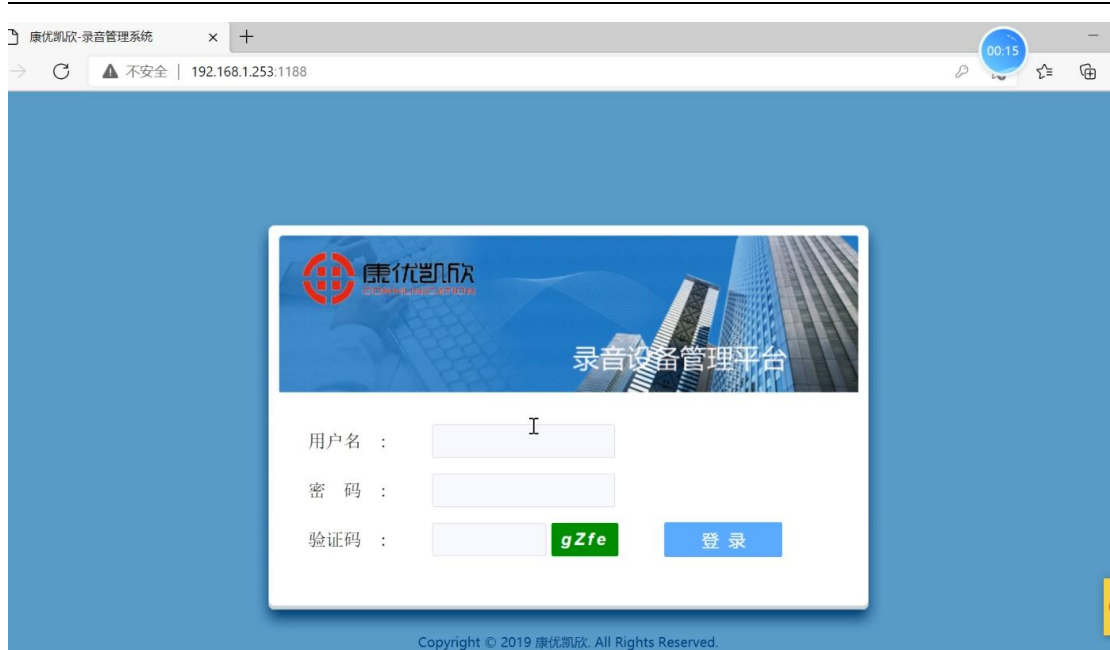 康优凯欣-录音管理系统
00:15
不安全 | 192.168.1.253:1188
康优凯欣
录音设备管理平台
用户名 :
密 码 :
验证码 : gZfe 登 录
Copyright © 2019 康优凯欣. All Rights Reserved.